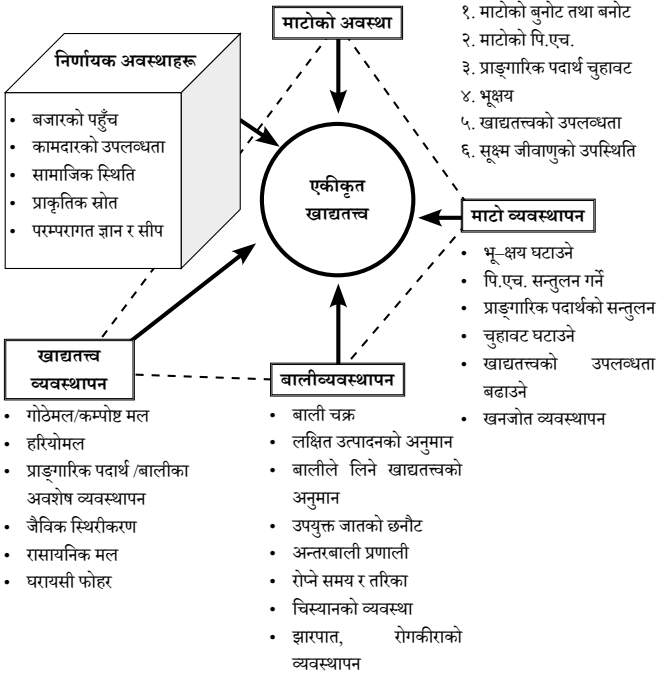 माटोको अवस्था
१. माटोको बुनोट तथा बनोट
२. माटोको पि.एच.
३. प्राङ्गारिक पदार्थ चुहावट
४. भूक्षय
५. खाद्यतत्त्वको उपलव्धता
६. सूक्ष्म जीवाणुको उपस्थिति
निर्णायक अवस्थाहरू
• बजारको पहुँच
• कामदारको उपलव्धता
• सामाजिक स्थिति
• प्राकृतिक स्रोत
• परम्परागत ज्ञान र सीप
एकीकृत
खाद्यतत्त्व
माटो व्यवस्थापन
• भू–क्षय घटाउने
• पि.एच. सन्तुलन गर्ने
• प्राङ्गारिक पदार्थको सन्तुलन
• चुहावट घटाउने
• खाद्यतत्त्वको उपलव्धता
बढाउने
• खनजोत व्यवस्थापन
खाद्यतत्त्व
व्यवस्थापन
• गोठेमल/कम्पोष्ट मल
• हरियोमल
• प्राङ्गारिक पदार्थ /बालीका
अवशेष व्यवस्थापन
• जैविक स्थिरीकरण
• रासायनिक मल
• घरायसी फोहर
बालीव्यवस्थापन
• बाली चक्र
• लक्षित उत्पादनको अनुमान
• बालीले लिने खाद्यतत्त्वको
अनुमान
• उपयुक्त जातको छनौट
• अन्तरबाली प्रणाली
• रोप्ने समय र तरिका
• चिस्यानको व्यवस्था
• झारपात, रोगकीराको
व्यवस्थापन